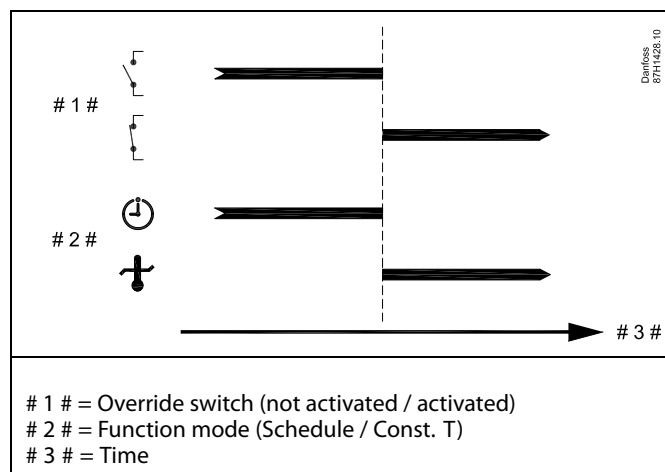 Danfoss
87H1428.10
# 1 #
# 2 #
# 3 #
# 1 # = Override switch (not activated / activated)
# 2 # = Function mode (Schedule / Const. T)
# 3 # = Time